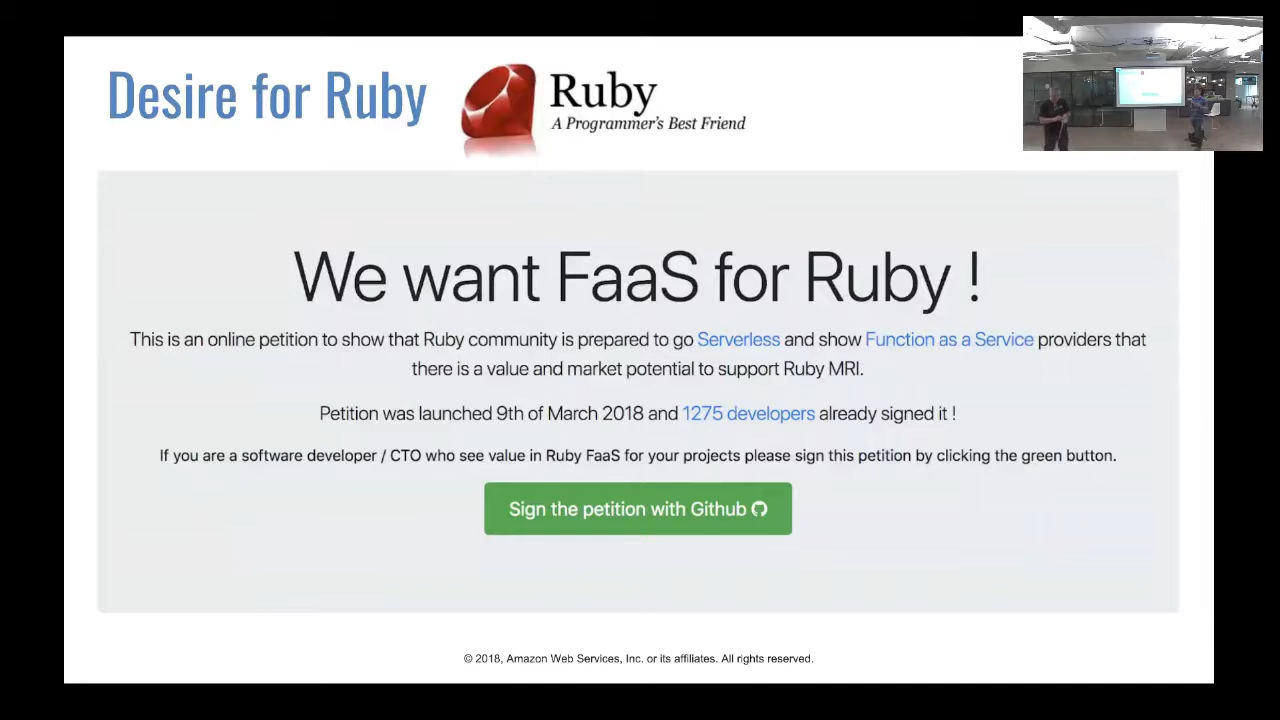 Desire for Ruby
Ruby
A Programmer's Best Friend
We want FaaS for Ruby !
This is an online petition to show that Ruby community is prepared to go Serverless and show Function as a Service providers that
there is a value and market potential to support Ruby MRI.
Petition was launched 9th of March 2018 and 1275 developers already signed it !
If you are a software developer / CTO who see value in Ruby FaaS for your projects please sign this petition by clicking the green button.
Sign the petition with Github
© 2018, Amazon Web Services, Inc. or its affiliates. All rights reserved.